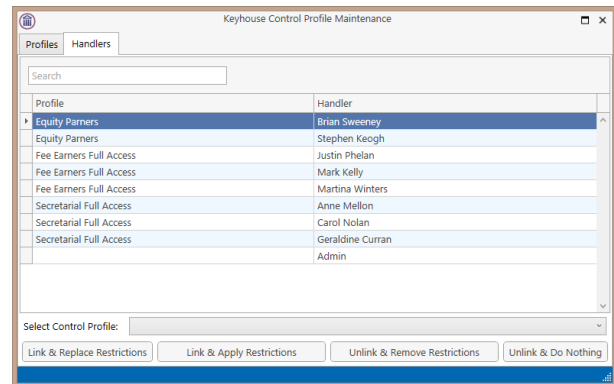 Keyhouse Control Profile Maintenance
Profiles Handlers
Search
Profile Handler
Equity Parners Brian Sweeney
Equity Parners Stephen Keogh
Fee Earners Full Access Justin Phelan
Fee Earners Full Access Mark Kelly
Fee Earners Full Access Martina Winters
Secretarial Full Access Anne Mellon
Secretarial Full Access Carol Nolan
Secretarial Full Access Geraldine Curran
Admin
Select Control Profile:
Link & Replace Restrictions Link & Apply Restrictions Unlink & Remove Restrictions Unlink & Do Nothing